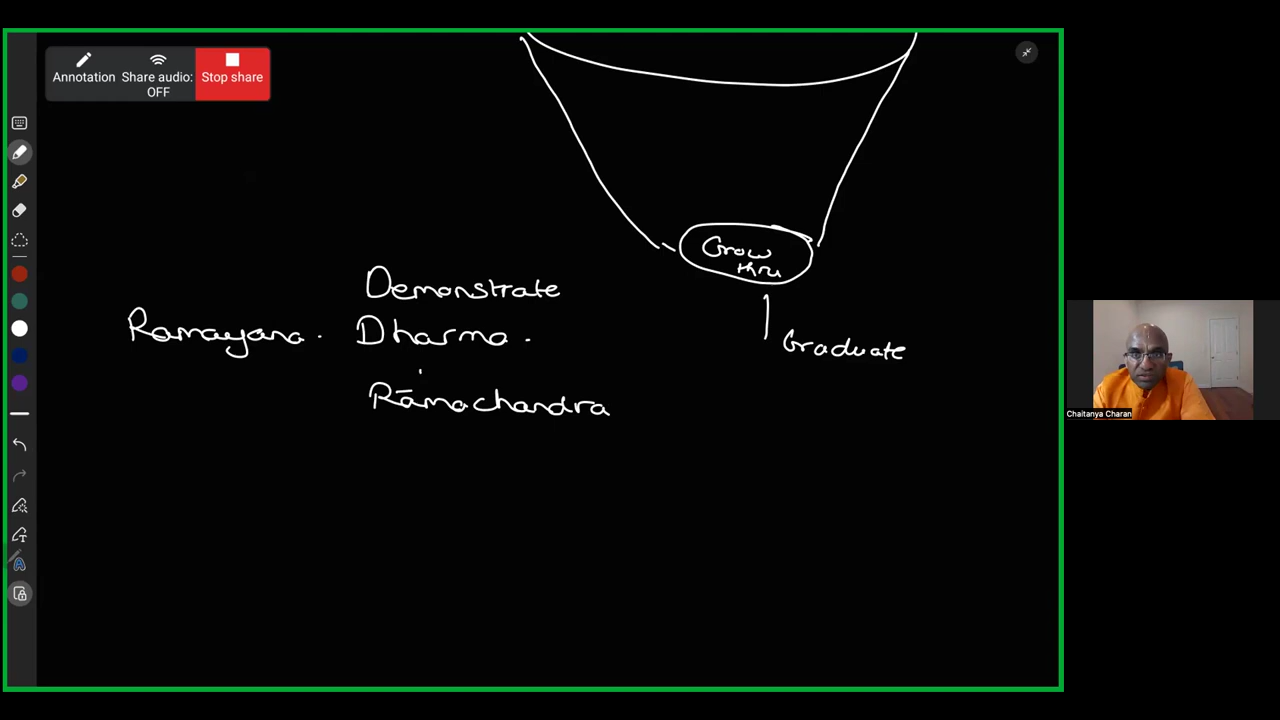 Annotation
Share audio:
OFF
Stop share
Grow
thru
Demonstrate
Ramayana. Dharma.
Graduate
Rāmachandra
Chaitanya Charan